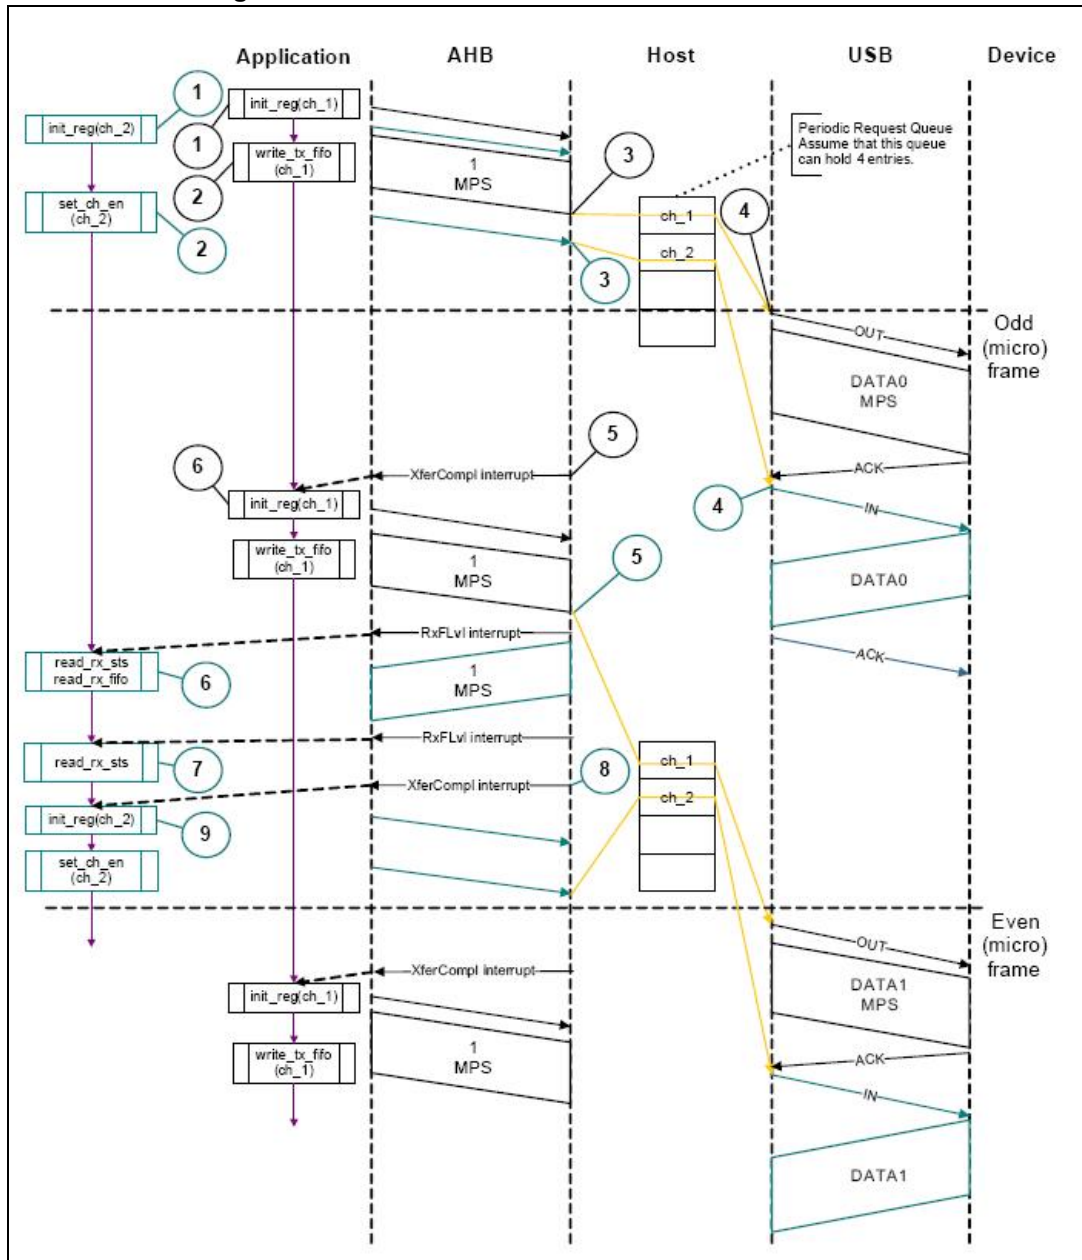 Application
AHB
Host
USB
Device
1
init_reg(ch_2)
init_reg(ch_1)
1
write_tx_fifo
(ch_1)
2
1
MPS
3
Periodic Request Queue
Assume that this queue
can hold 4 entries.
set_ch_en
(ch_2)
2
ch_1
ch_2
3
4
Odd
(micro)
frame
OUT
DATA0
MPS
ACK
5
XferCompl interrupt
6
init_reg(ch_1)
4
IN
write_tx_fifo
(ch_1)
1
MPS
5
DATA0
RxFLvl interrupt
ACK
read_rx_sts
read_rx_fifo
6
1
MPS
RxFLvl interrupt
read_rx_sts
7
XferCompl interrupt
8
ch_1
ch_2
init_reg(ch_2)
9
set_ch_en
(ch_2)
Even
(micro)
frame
OUT
XferCompl interrupt
init_reg(ch_1)
DATA1
MPS
write_tx_fifo
(ch_1)
1
MPS
ACK
IN
DATA1